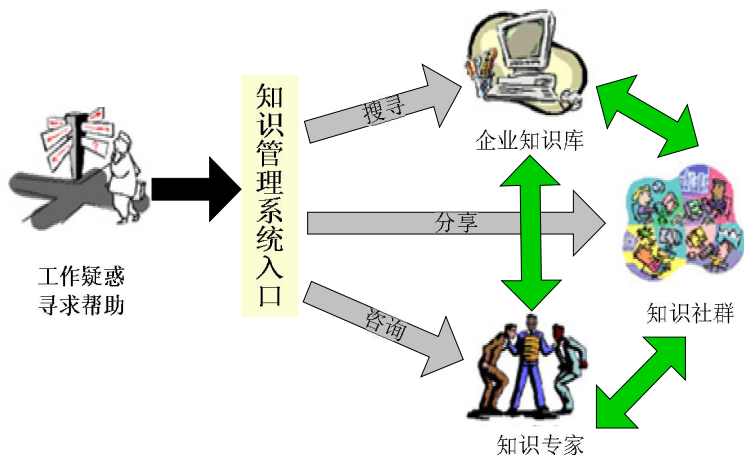 工作疑惑
寻求帮助
知识管理系统入口
搜寻
分享
咨询
企业知识库
知识社群
知识专家